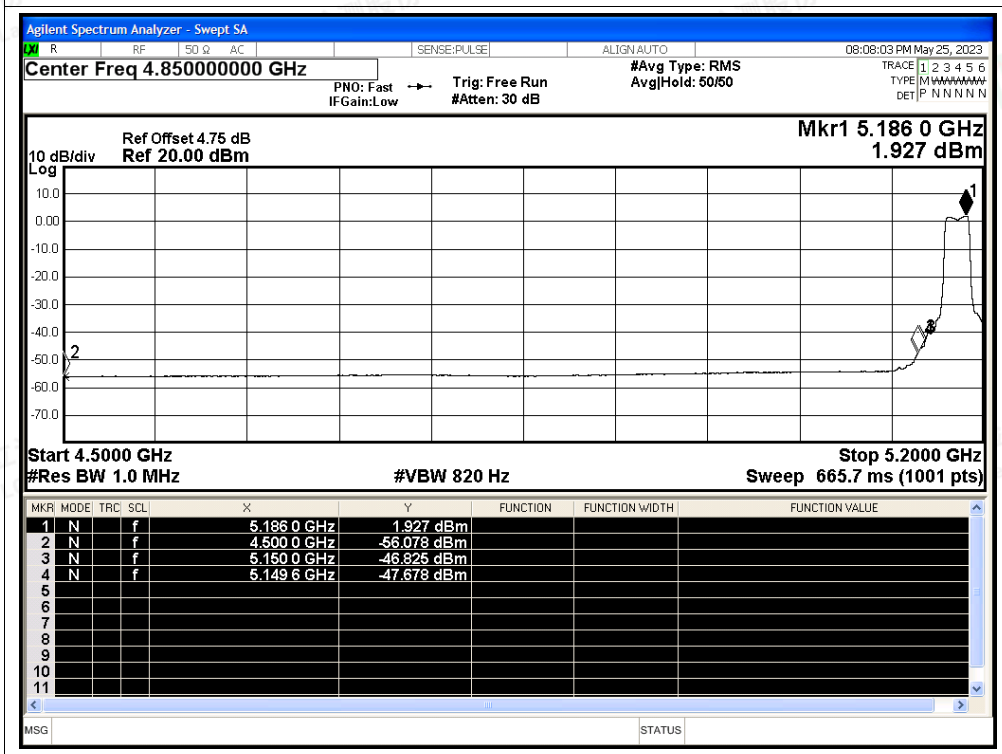 Agilent Spectrum Analyzer - Swept SA
LXI R RF 50 Ω AC SENSE:PULSE ALIGN AUTO 08:08:03 PM May 25, 2023
Center Freq 4.850000000 GHz
PNO: Fast
IFGain:Low
Trig: Free Run
#Atten: 30 dB
#Avg Type: RMS
Avg|Hold: 50/50
TRACE 1 2 3 4 5 6
TYPE M WWWWW
DET P N N N N N
Mkr1 5.186 0 GHz
1.927 dBm
Ref Offset 4.75 dB
10 dB/div Ref 20.00 dBm
Log
10.0
0.00
-10.0
-20.0
-30.0
-40.0
-50.0
-60.0
-70.0
1
2
Start 4.5000 GHz Stop 5.2000 GHz
#Res BW 1.0 MHz #VBW 820 Hz Sweep 665.7 ms (1001 pts)
MKR MODE TRC SCL X Y FUNCTION FUNCTION WIDTH FUNCTION VALUE
1 N f 5.186 0 GHz 1.927 dBm
2 N f 4.500 0 GHz -56.078 dBm
3 N f 5.150 0 GHz -46.825 dBm
4 N f 5.149 6 GHz -47.678 dBm
5
6
7
8
9
10
11
MSG STATUS